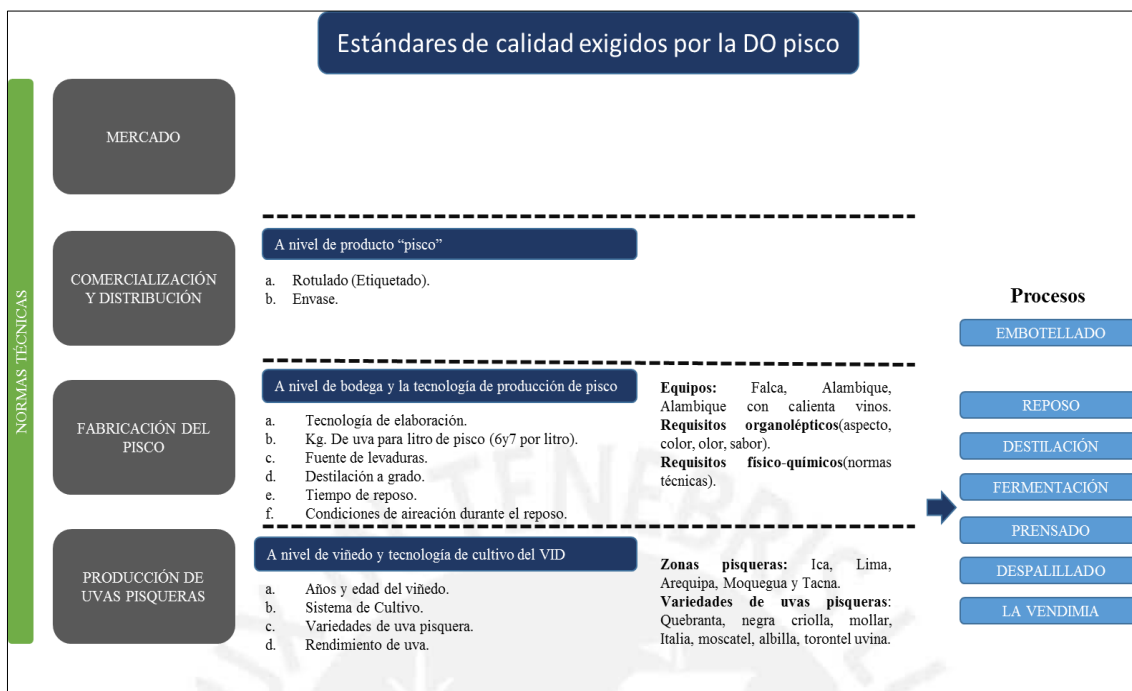 Estándares de calidad exigidos por la DO pisco
NORMAS TÉCNICAS
MERCADO
COMERCIALIZACIÓN
Y DISTRIBUCIÓN
A nivel de producto “pisco”
a. Rotulado (Etiquetado).
b. Envase.
FABRICACIÓN DEL
PISCO
A nivel de bodega y la tecnología de producción de pisco
a. Tecnología de elaboración.
b. Kg. De uva para litro de pisco (6y7 por litro).
c. Fuente de levaduras.
d. Destilación a grado.
e. Tiempo de reposo.
f. Condiciones de aireación durante el reposo.
Equipos: Falca, Alambique,
Alambique con calienta vinos.
Requisitos organolépticos(aspecto,
color, olor, sabor).
Requisitos físico-químicos(normas
técnicas).
PRODUCCIÓN DE
UVAS PISQUERAS
A nivel de viñedo y tecnología de cultivo del VID
a. Años y edad del viñedo.
b. Sistema de Cultivo.
c. Variedades de uva pisquera.
d. Rendimiento de uva.
Zonas pisqueras: Ica, Lima,
Arequipa, Moquegua y Tacna.
Variedades de uvas pisqueras:
Quebranta, negra criolla, mollar,
Italia, moscatel, albilla, torontel uvina.
Procesos
EMBOTELLADO
REPOSO
DESTILACIÓN
FERMENTACIÓN
PRENSADO
DESPALILLADO
LA VENDIMIA